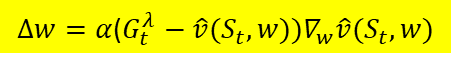 Δw = α(G_t^λ − v̂(S_t, w))∇_w v̂(S_t, w)